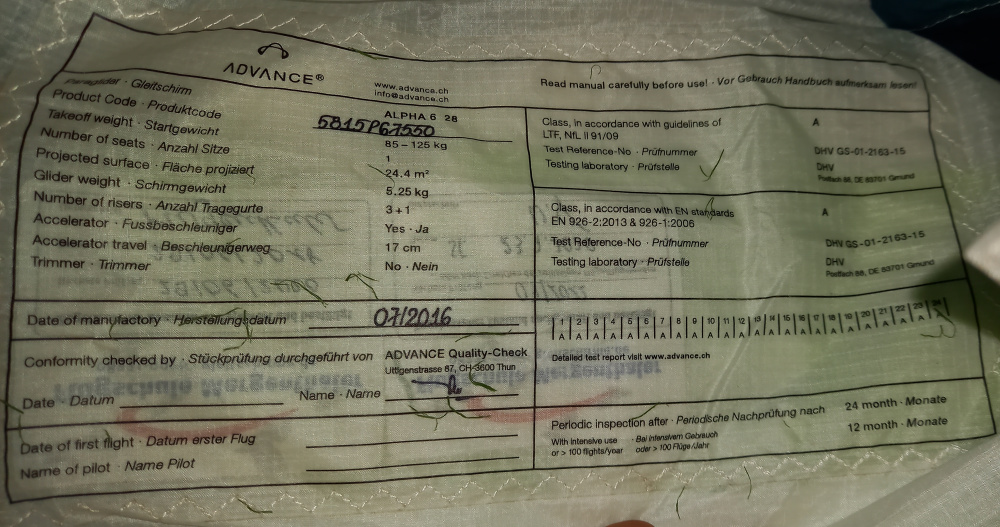 ADVANCE®
www.advance.ch
info@advance.ch
Read manual carefully before use! · Vor Gebrauch Handbuch aufmerksam lesen!
Paraglider · Gleitschirm ALPHA 6 28
Product Code · Produktcode 5815P67550
Takeoff weight · Startgewicht 85 – 125 kg
Number of seats · Anzahl Sitze 1
Projected surface · Fläche projiziert 24.4 m²
Glider weight · Schirmgewicht 5,25 kg
Number of risers · Anzahl Tragegurte 3+1
Accelerator · Fussbeschleuniger Yes · Ja
Accelerator travel · Beschleunigerweg 17 cm
Trimmer · Trimmer No · Nein
Date of manufactory · Herstellungsdatum 07/2016
Conformity checked by · Stückprüfung durchgeführt von ADVANCE Quality-Check
Uttigenstrasse 87, CH-3600 Thun
Date · Datum Name · Name
Date of first flight · Datum erster Flug
Name of pilot · Name Pilot
Class, in accordance with guidelines of A
LTF, NfL II 91/09
Test Reference-No · Prüfnummer DHV GS-01-2163-15
Testing laboratory · Prüfstelle DHV
Postfach 88, DE 83701 Gmund
Class, in accordance with EN standards A
EN 926-2:2013 & 926-1:2006
Test Reference-No · Prüfnummer DHV GS-01-2163-15
Testing laboratory · Prüfstelle DHV
Postfach 88, DE 83701 Gmund
1 2 3 4 5 6 7 8 9 10 11 12 13 14 15 16 17 18 19 20 21 22 23 24
A A A A A A A A A A A A A A A A A A A A A A A A
Detailed test report visit www.advance.ch
Periodic inspection after · Periodische Nachprüfung nach 24 month · Monate
With intensive use · Bei intensivem Gebrauch 12 month · Monate
or > 100 flights/year oder > 100 Flüge/Jahr
Flugschule Mergenthaler